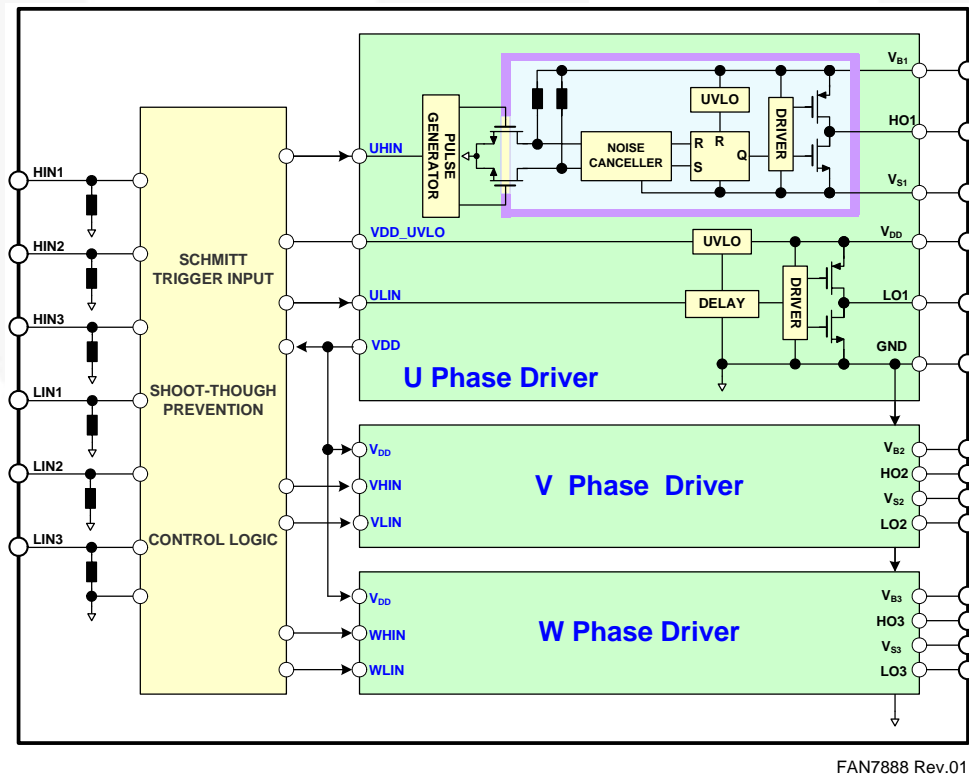 HIN1
HIN2
HIN3
LIN1
LIN2
LIN3
SCHMITT
TRIGGER INPUT
SHOOT-THOUGH
PREVENTION
CONTROL LOGIC
UHIN
VDD_UVLO
ULIN
VDD
PULSE
GENERATOR
NOISE
CANCELLER
UVLO
R
R
S
Q
DRIVER
UVLO
DELAY
DRIVER
U Phase Driver
VB1
HO1
VS1
VDD
LO1
GND
VDD
VHIN
VLIN
V Phase Driver
VB2
HO2
VS2
LO2
VDD
WHIN
WLIN
W Phase Driver
VB3
HO3
VS3
LO3
FAN7888 Rev.01